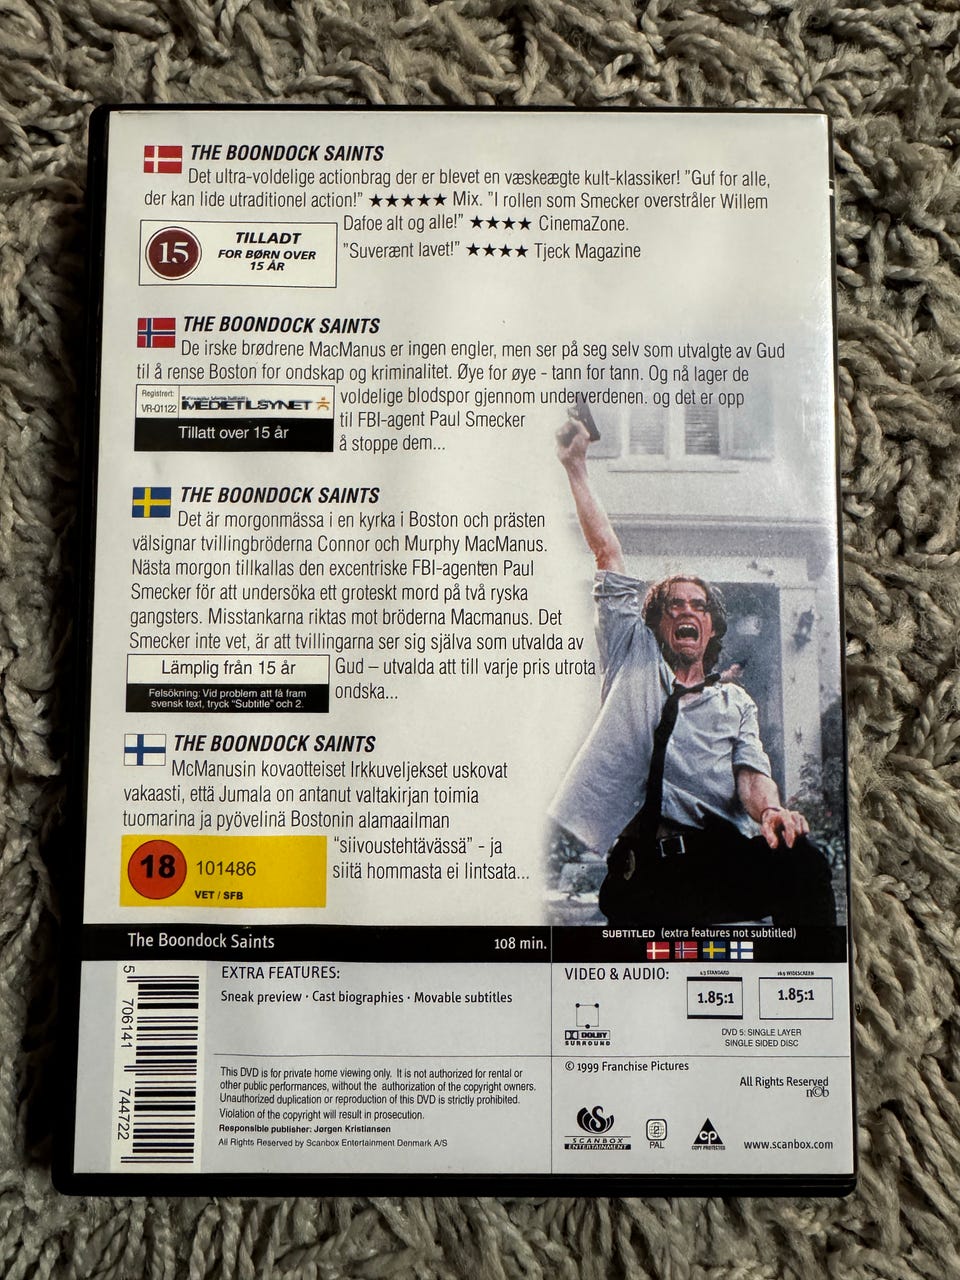 THE BOONDOCK SAINTS
Det ultra-voldelige actionbrag der er blevet en væskeægte kult-klassiker! "Guf for alle,
der kan lide utraditionel action!" ★★★★★ Mix. "I rollen som Smecker overstråler Willem
Dafoe alt og alle!" ★★★★ CinemaZone.
"Suverænt lavet!" ★★★★ Tjeck Magazine
15
TILLADT
FOR BØRN OVER
15 ÅR
THE BOONDOCK SAINTS
De irske brødrene MacManus er ingen engler, men ser på seg selv som utvalgte av Gud
til å rense Boston for ondskap og kriminalitet. Øye for øye - tann for tann. Og nå lager de
voldelige blodspor gjennom underverdenen. og det er opp
til FBI-agent Paul Smecker
å stoppe dem...
Registrert:
VR-01122
MEDIETILSYNET
Tillatt over 15 år
THE BOONDOCK SAINTS
Det är morgonmässa i en kyrka i Boston och prästen
välsignar tvillingbröderna Connor och Murphy MacManus.
Nästa morgon tillkallas den excentriske FBI-agenten Paul
Smecker för att undersöka ett groteskt mord på två ryska
gangsters. Misstankarna riktas mot bröderna Macmanus. Det
Smecker inte vet, är att tvillingarna ser sig själva som utvalda av
Gud – utvalda att till varje pris utrota
ondska...
Lämplig från 15 år
Felsökning: Vid problem att få fram
svensk text, tryck "Subtitle" och 2.
THE BOONDOCK SAINTS
McManusin kovaotteiset Irkkuveljekset uskovat
vakaasti, että Jumala on antanut valtakirjan toimia
tuomarina ja pyövelinä Bostonin alamaailman
"siivoustehtävässä" - ja
siitä hommasta ei lintsata...
18
101486
VET / SFB
The Boondock Saints
108 min.
SUBTITLED (extra features not subtitled)
EXTRA FEATURES:
Sneak preview · Cast biographies · Movable subtitles
VIDEO & AUDIO:
4:3 STANDARD
1.85:1
16:9 WIDESCREEN
1.85:1
DOLBY
SURROUND
DVD 5: SINGLE LAYER
SINGLE SIDED DISC
5 706141 744722
This DVD is for private home viewing only. It is not authorized for rental or
other public performances, without the authorization of the copyright owners.
Unauthorized duplication or reproduction of this DVD is strictly prohibited.
Violation of the copyright will result in prosecution.
Responsible publisher: Jørgen Kristiansen
All Rights Reserved by Scanbox Entertainment Denmark A/S
© 1999 Franchise Pictures
All Rights Reserved
n©b
SCANBOX
ENTERTAINMENT
2
PAL
CP
COPY PROTECTED
www.scanbox.com